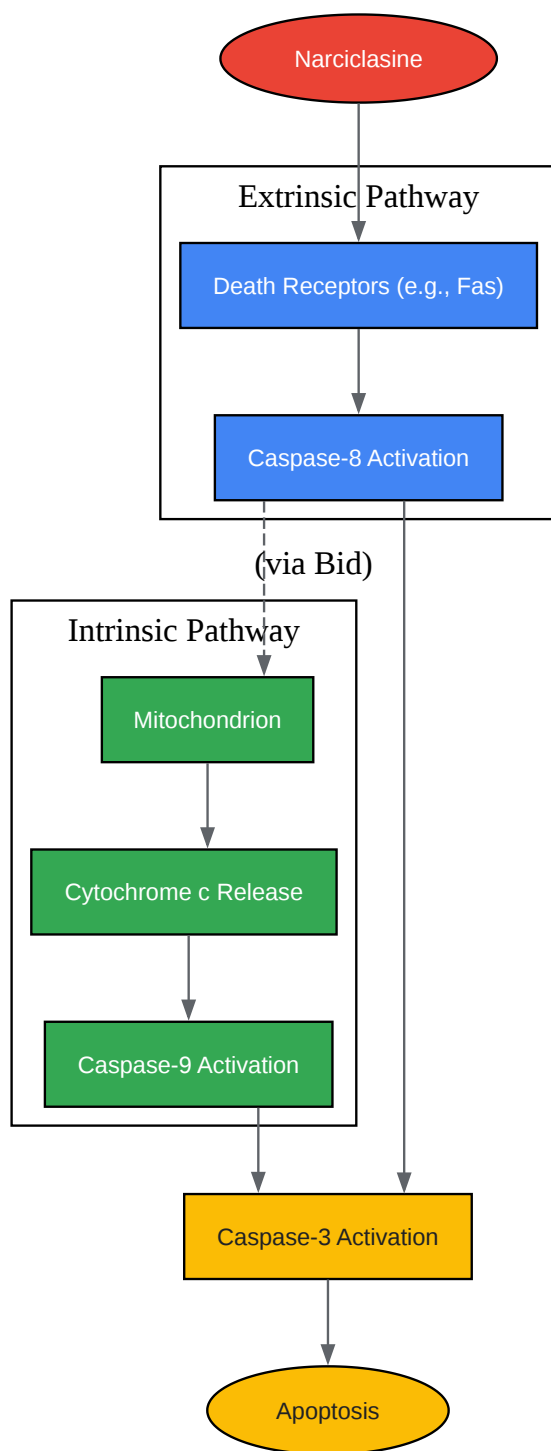 Narciclasine
Extrinsic Pathway
Death Receptors (e.g., Fas)
Caspase-8 Activation
(via Bid)
Intrinsic Pathway
Mitochondrion
Cytochrome c Release
Caspase-9 Activation
Caspase-3 Activation
Apoptosis